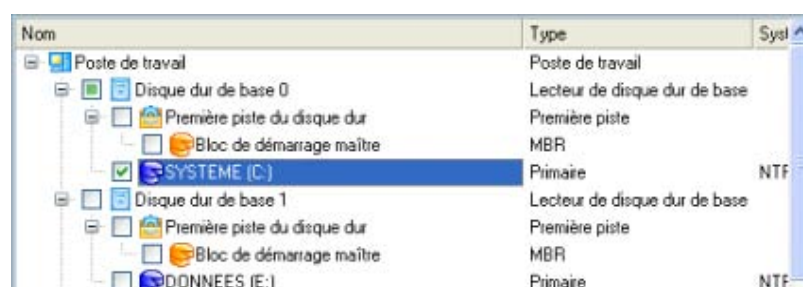 Nom Type Syst
Poste de travail Poste de travail
Disque dur de base 0 Lecteur de disque dur de base
Première piste du disque dur Première piste
Bloc de démarrage maître MBR
SYSTEME (C:) Primaire NTF
Disque dur de base 1 Lecteur de disque dur de base
Première piste du disque dur Première piste
Bloc de démarrage maître MBR
DONNEES (E:) Primaire NTF